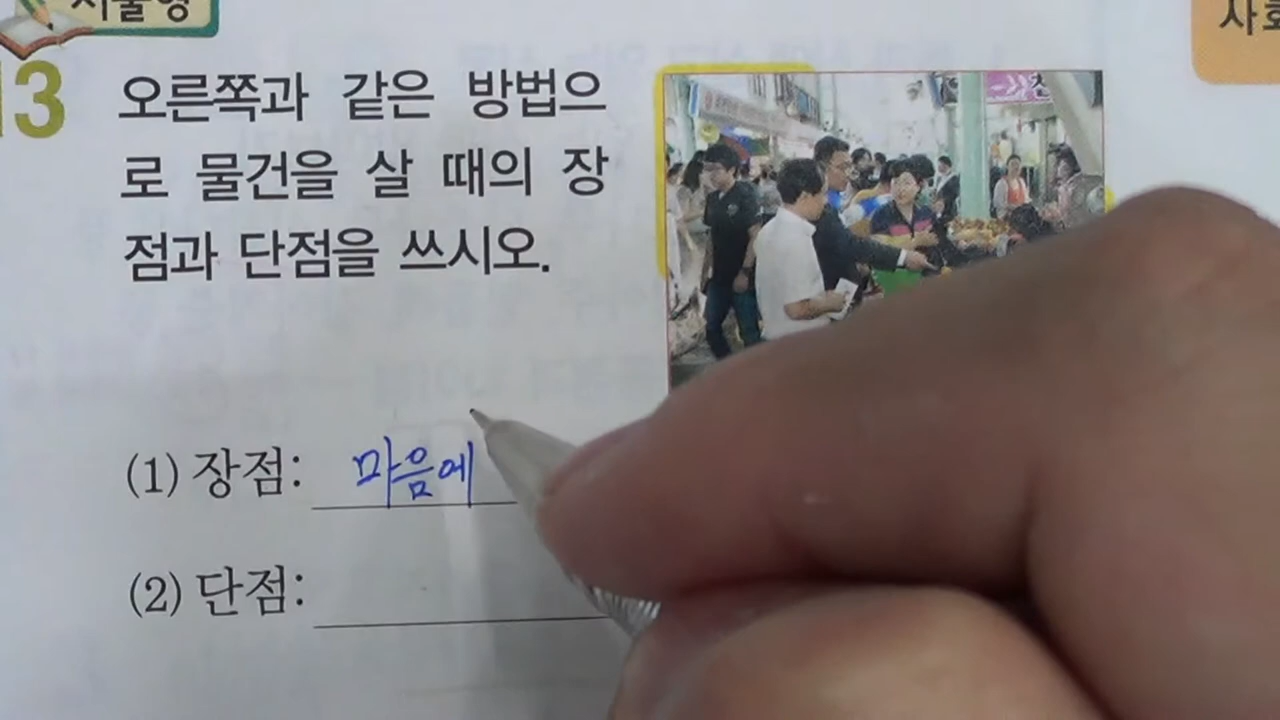 서술형
13
오른쪽과 같은 방법으
로 물건을 살 때의 장
점과 단점을 쓰시오.
(1) 장점: 마음에
(2) 단점: